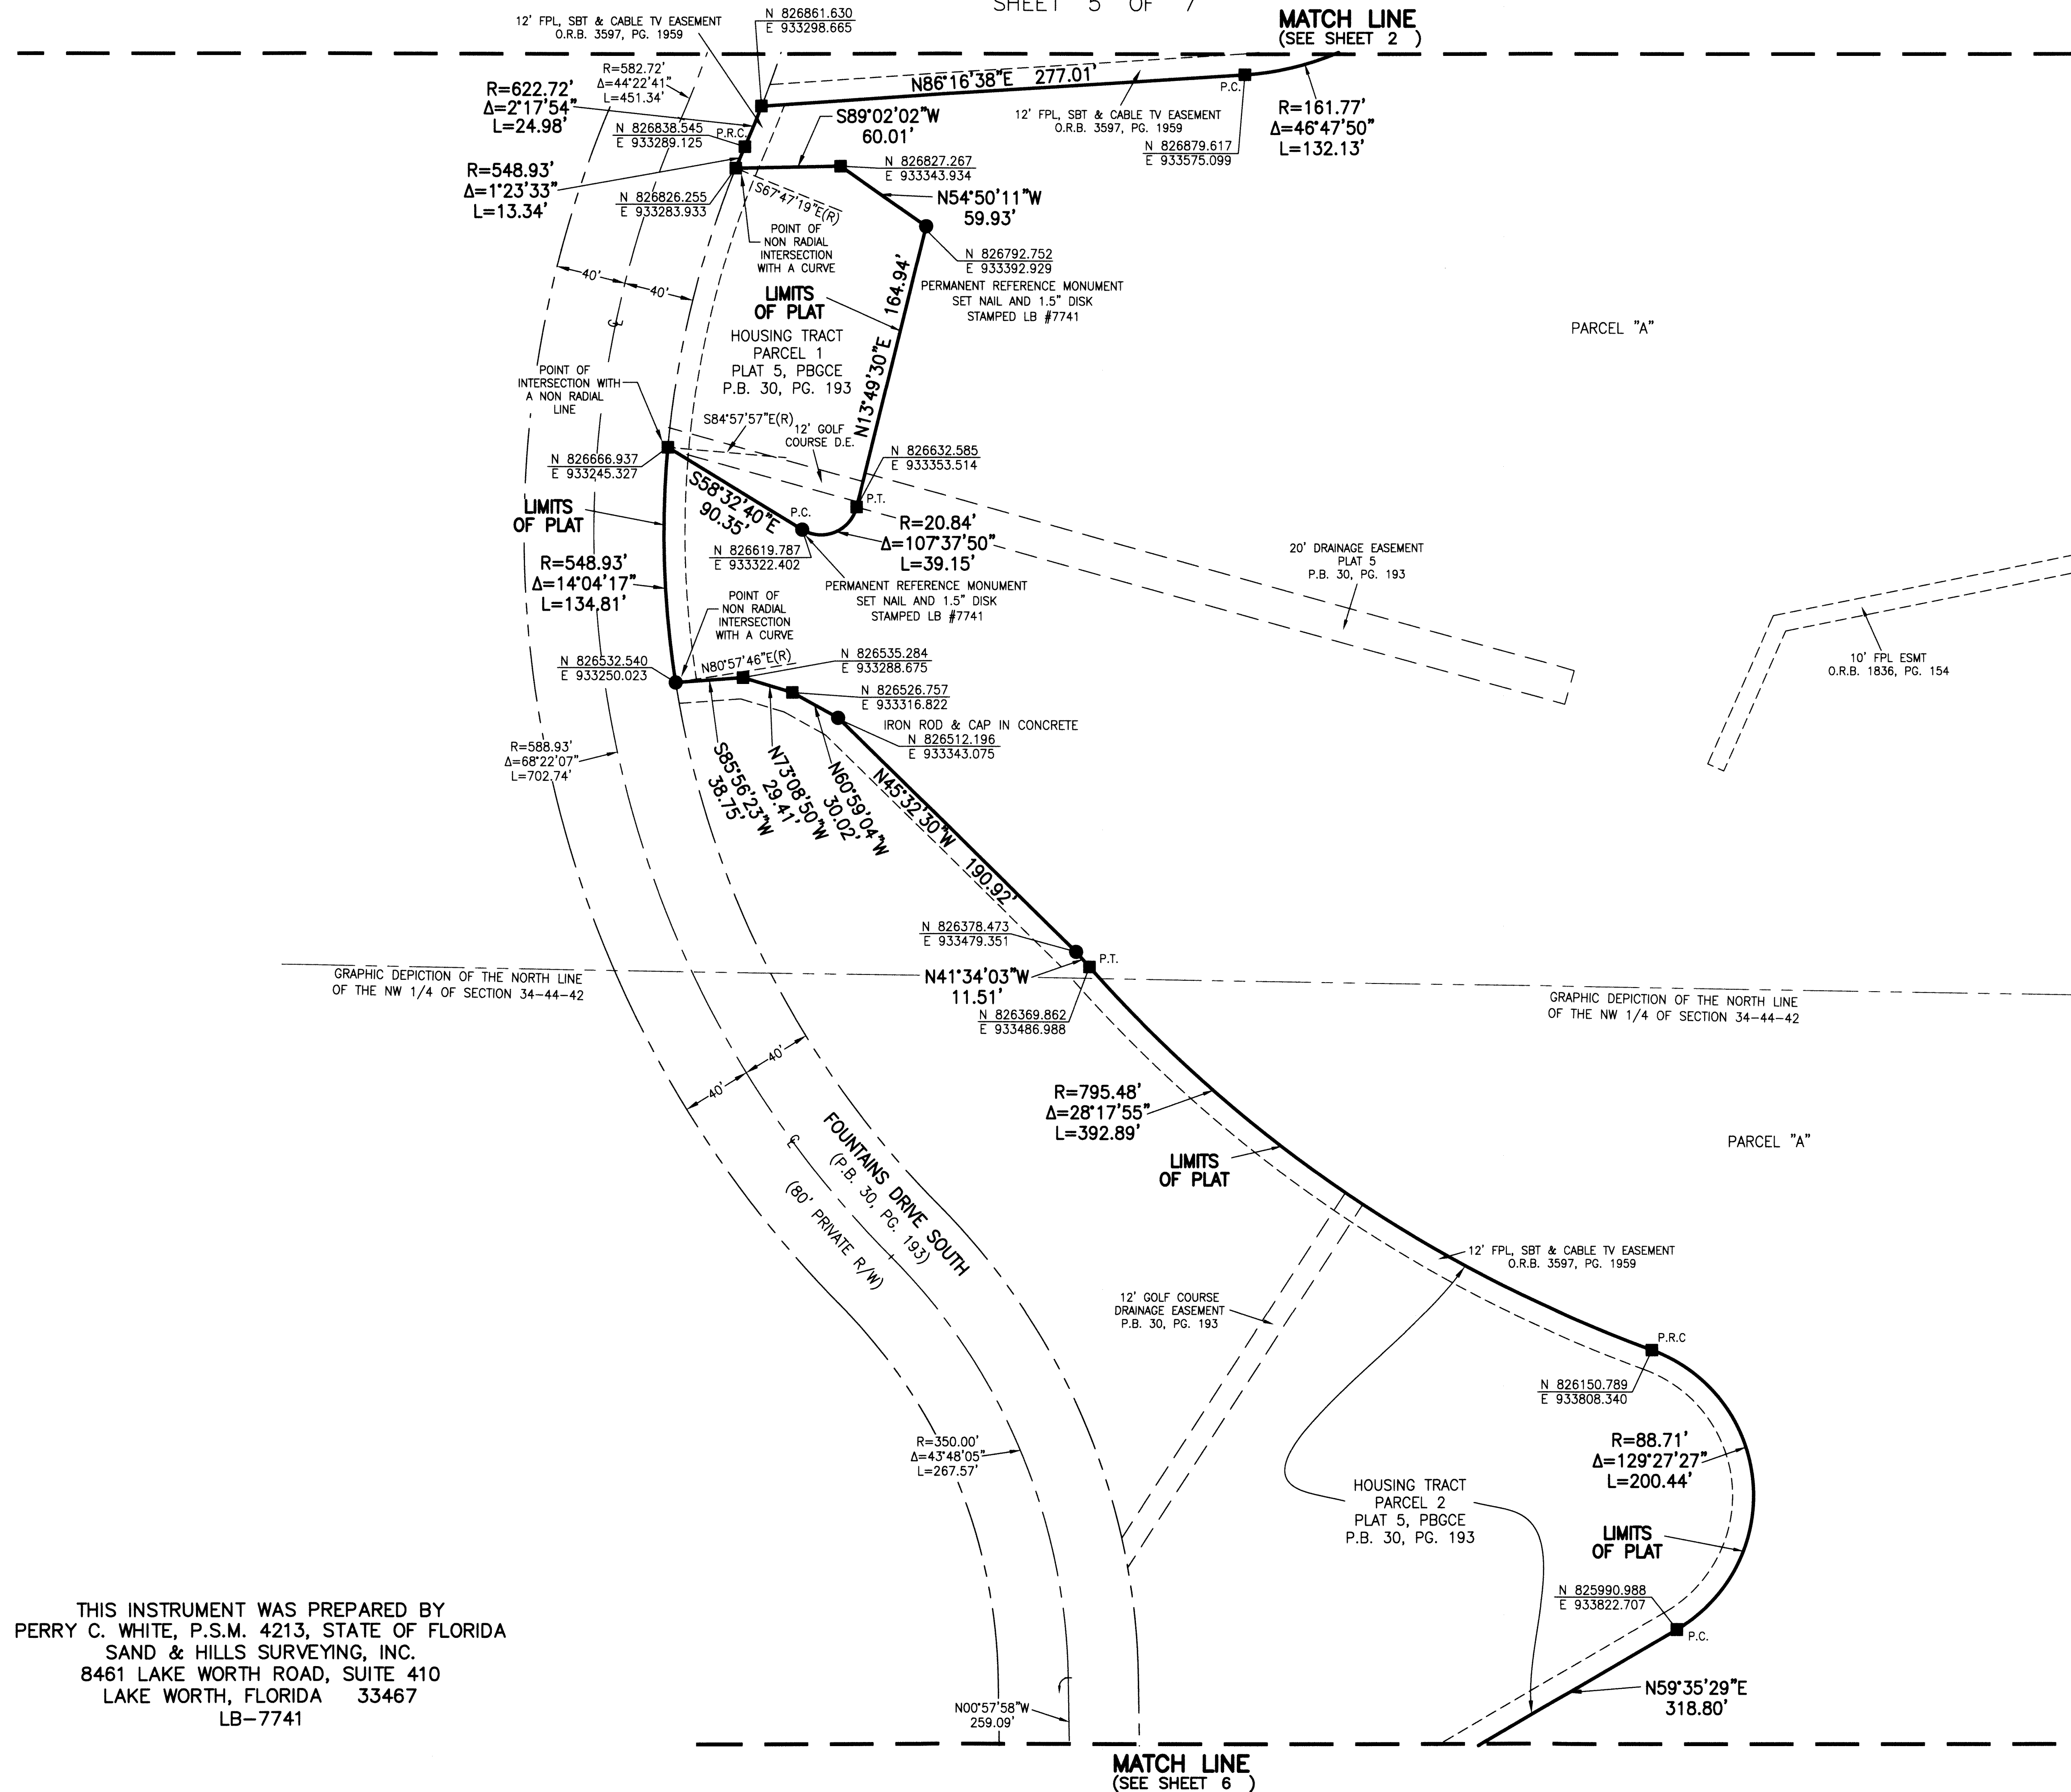 SHEET 5 OF 7
MATCH LINE
(SEE SHEET 2 )
12' FPL, SBT & CABLE TV EASEMENT
O.R.B. 3597, PG. 1959
N 826861.630
E 933298.665
R=582.72'
Δ=44°22'41"
L=451.34'
R=622.72'
Δ=2°17'54"
L=24.98'
N86°16'38"E 277.01'
P.C.
12' FPL, SBT & CABLE TV EASEMENT
O.R.B. 3597, PG. 1959
R=161.77'
Δ=46°47'50"
L=132.13'
N 826879.617
E 933575.099
N 826838.545
E 933289.125
P.R.C.
S89°02'02"W
60.01'
N 826827.267
E 933343.934
R=548.93'
Δ=1°23'33"
L=13.34'
N 826826.255
E 933283.933
S67°47'19"E(R)
N54°50'11"W
59.93'
POINT OF
NON RADIAL
INTERSECTION
WITH A CURVE
N 826792.752
E 933392.929
PERMANENT REFERENCE MONUMENT
SET NAIL AND 1.5" DISK
STAMPED LB #7741
40'
40'
LIMITS
OF PLAT
N13°49'30"E 164.94'
HOUSING TRACT
PARCEL 1
PLAT 5, PBGCE
P.B. 30, PG. 193
PARCEL "A"
POINT OF
INTERSECTION WITH
A NON RADIAL
LINE
S84°57'57"E(R)
12' GOLF
COURSE D.E.
N 826632.585
E 933353.514
N 826666.937
E 933245.327
S58°32'40"E
90.35'
P.C.
P.T.
LIMITS
OF PLAT
R=20.84'
Δ=107°37'50"
L=39.15'
N 826619.787
E 933322.402
PERMANENT REFERENCE MONUMENT
SET NAIL AND 1.5" DISK
STAMPED LB #7741
20' DRAINAGE EASEMENT
PLAT 5
P.B. 30, PG. 193
R=548.93'
Δ=14°04'17"
L=134.81'
POINT OF
NON RADIAL
INTERSECTION
WITH A CURVE
N 826532.540
E 933250.023
N80°57'46"E(R)
N 826535.284
E 933288.675
N 826526.757
E 933316.822
10' FPL ESMT
O.R.B. 1836, PG. 154
IRON ROD & CAP IN CONCRETE
N 826512.196
E 933343.075
R=588.93'
Δ=68°22'07"
L=702.74'
S85°56'23"W
38.75'
N73°08'50"W
29.41'
N60°59'04"W
30.02'
N45°32'30"W 190.92'
N 826378.473
E 933479.351
P.T.
N41°34'03"W
11.51'
N 826369.862
E 933486.988
GRAPHIC DEPICTION OF THE NORTH LINE
OF THE NW 1/4 OF SECTION 34-44-42
GRAPHIC DEPICTION OF THE NORTH LINE
OF THE NW 1/4 OF SECTION 34-44-42
40'
40'
R=795.48'
Δ=28°17'55"
L=392.89'
LIMITS
OF PLAT
PARCEL "A"
FOUNTAINS DRIVE SOUTH
(P.B. 30, PG. 193)
(80' PRIVATE R/W)
12' FPL, SBT & CABLE TV EASEMENT
O.R.B. 3597, PG. 1959
12' GOLF COURSE
DRAINAGE EASEMENT
P.B. 30, PG. 193
P.R.C
N 826150.789
E 933808.340
R=350.00'
Δ=43°48'05"
L=267.57'
R=88.71'
Δ=129°27'27"
L=200.44'
HOUSING TRACT
PARCEL 2
PLAT 5, PBGCE
P.B. 30, PG. 193
LIMITS
OF PLAT
N 825990.988
E 933822.707
P.C.
N59°35'29"E
318.80'
N00°57'58"W
259.09'
THIS INSTRUMENT WAS PREPARED BY
PERRY C. WHITE, P.S.M. 4213, STATE OF FLORIDA
SAND & HILLS SURVEYING, INC.
8461 LAKE WORTH ROAD, SUITE 410
LAKE WORTH, FLORIDA 33467
LB-7741
MATCH LINE
(SEE SHEET 6 )